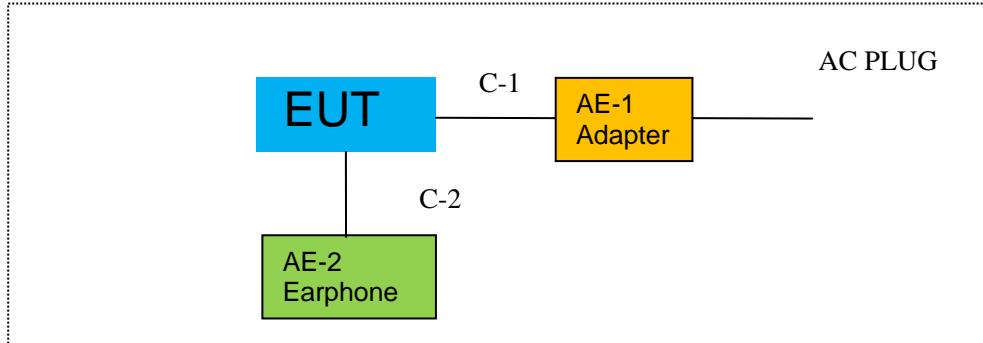 AC PLUG
C-1
EUT
AE-1
Adapter
C-2
AE-2
Earphone